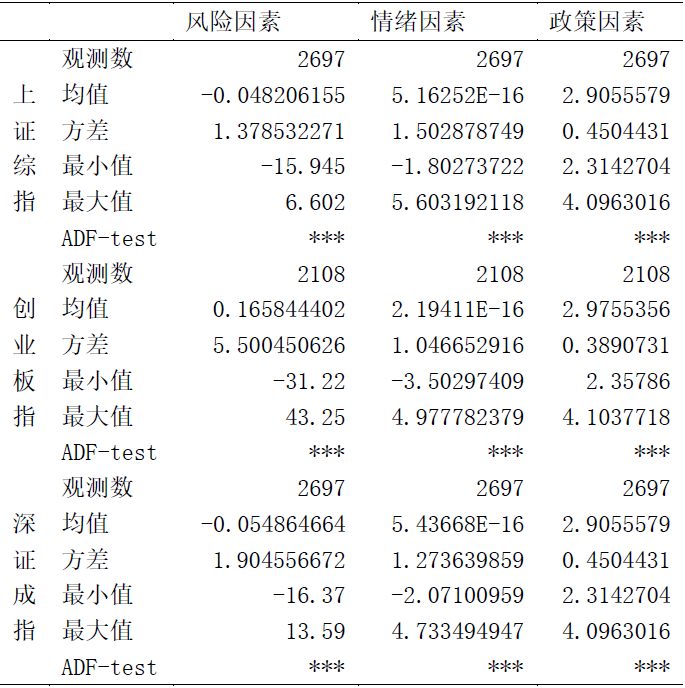 风险因素 情绪因素 政策因素
观测数 2697 2697 2697
上 均值 -0.048206155 5.16252E-16 2.9055579
证 方差 1.378532271 1.502878749 0.4504431
综 最小值 -15.945 -1.80273722 2.3142704
指 最大值 6.602 5.603192118 4.0963016
ADF-test *** *** ***
观测数 2108 2108 2108
创 均值 0.165844402 2.19411E-16 2.9755356
业 方差 5.500450626 1.046652916 0.3890731
板 最小值 -31.22 -3.50297409 2.35786
指 最大值 43.25 4.977782379 4.1037718
ADF-test *** *** ***
观测数 2697 2697 2697
深 均值 -0.054864664 5.43668E-16 2.9055579
证 方差 1.904556672 1.273639859 0.4504431
成 最小值 -16.37 -2.07100959 2.3142704
指 最大值 13.59 4.733494947 4.0963016
ADF-test *** *** ***